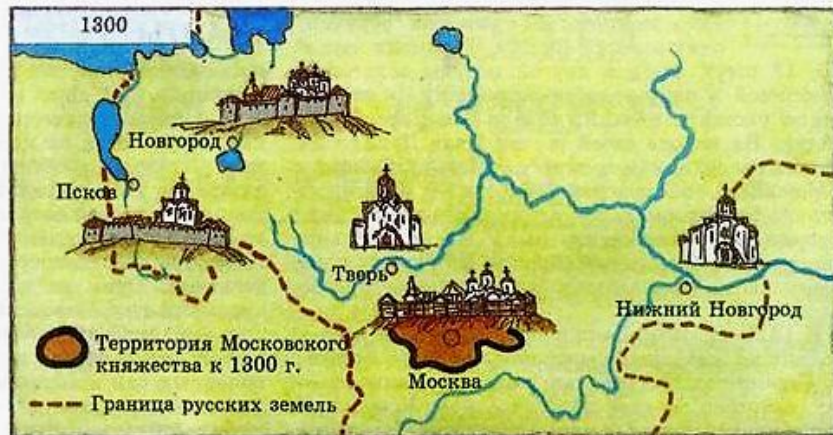 1300
Новгород
Псков
Тверь
Нижний Новгород
Территория Московского
княжества к 1300 г.
Москва
Граница русских земель